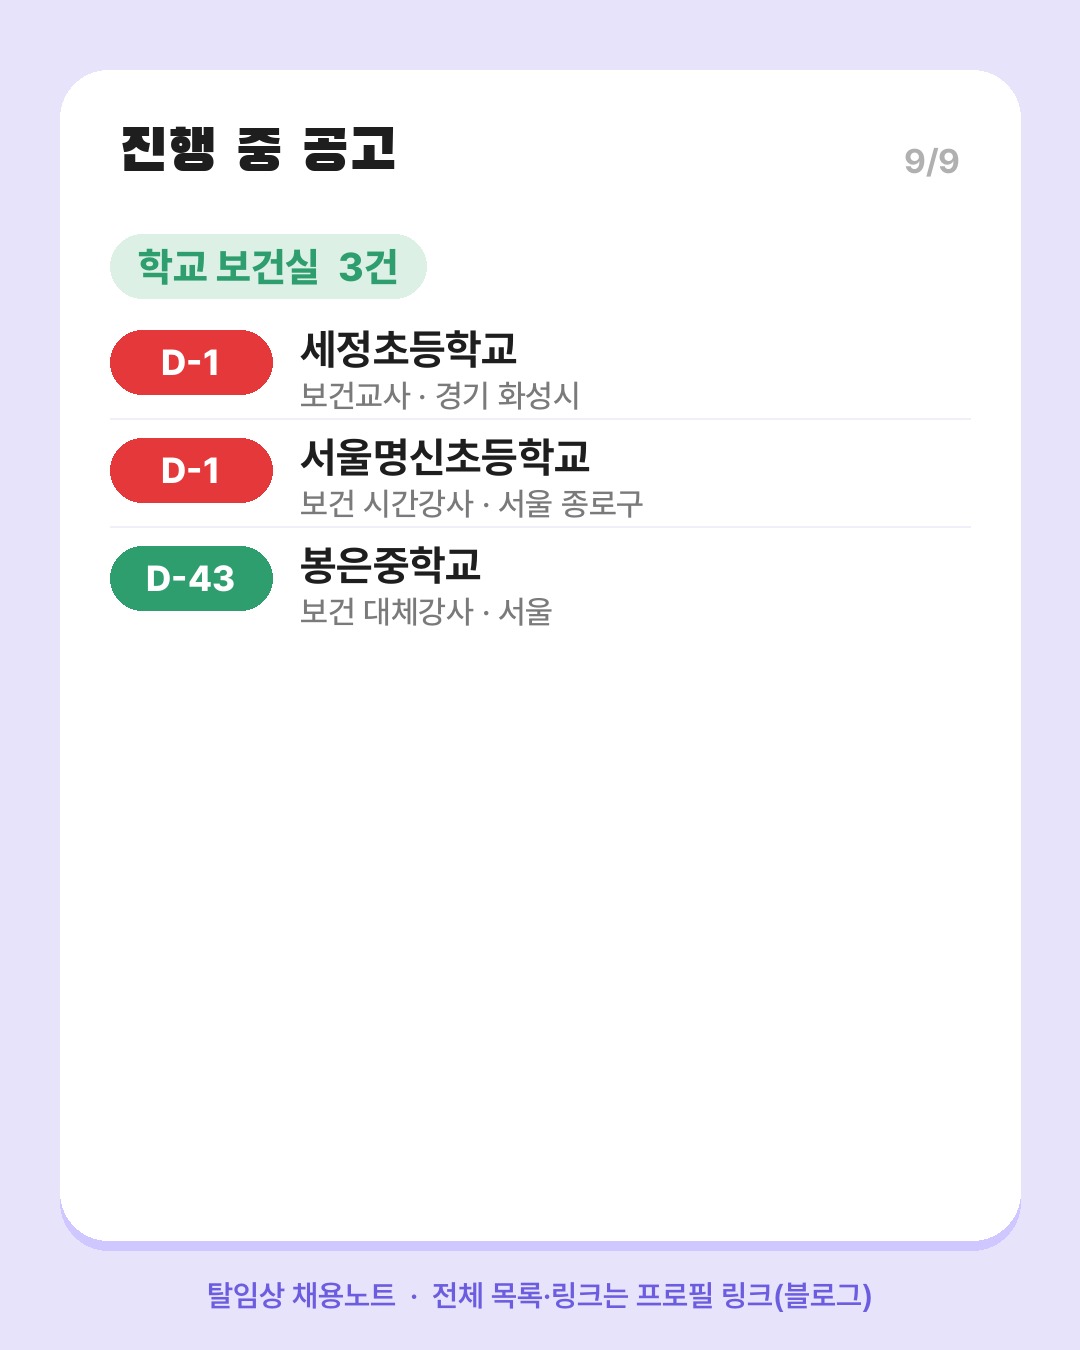 진행 중 공고
9/9
학교 보건실 3건
D-1
세정초등학교
보건교사 · 경기 화성시
D-1
서울명신초등학교
보건 시간강사 · 서울 종로구
D-43
봉은중학교
보건 대체강사 · 서울
탈임상 채용노트 · 전체 목록·링크는 프로필 링크(블로그)